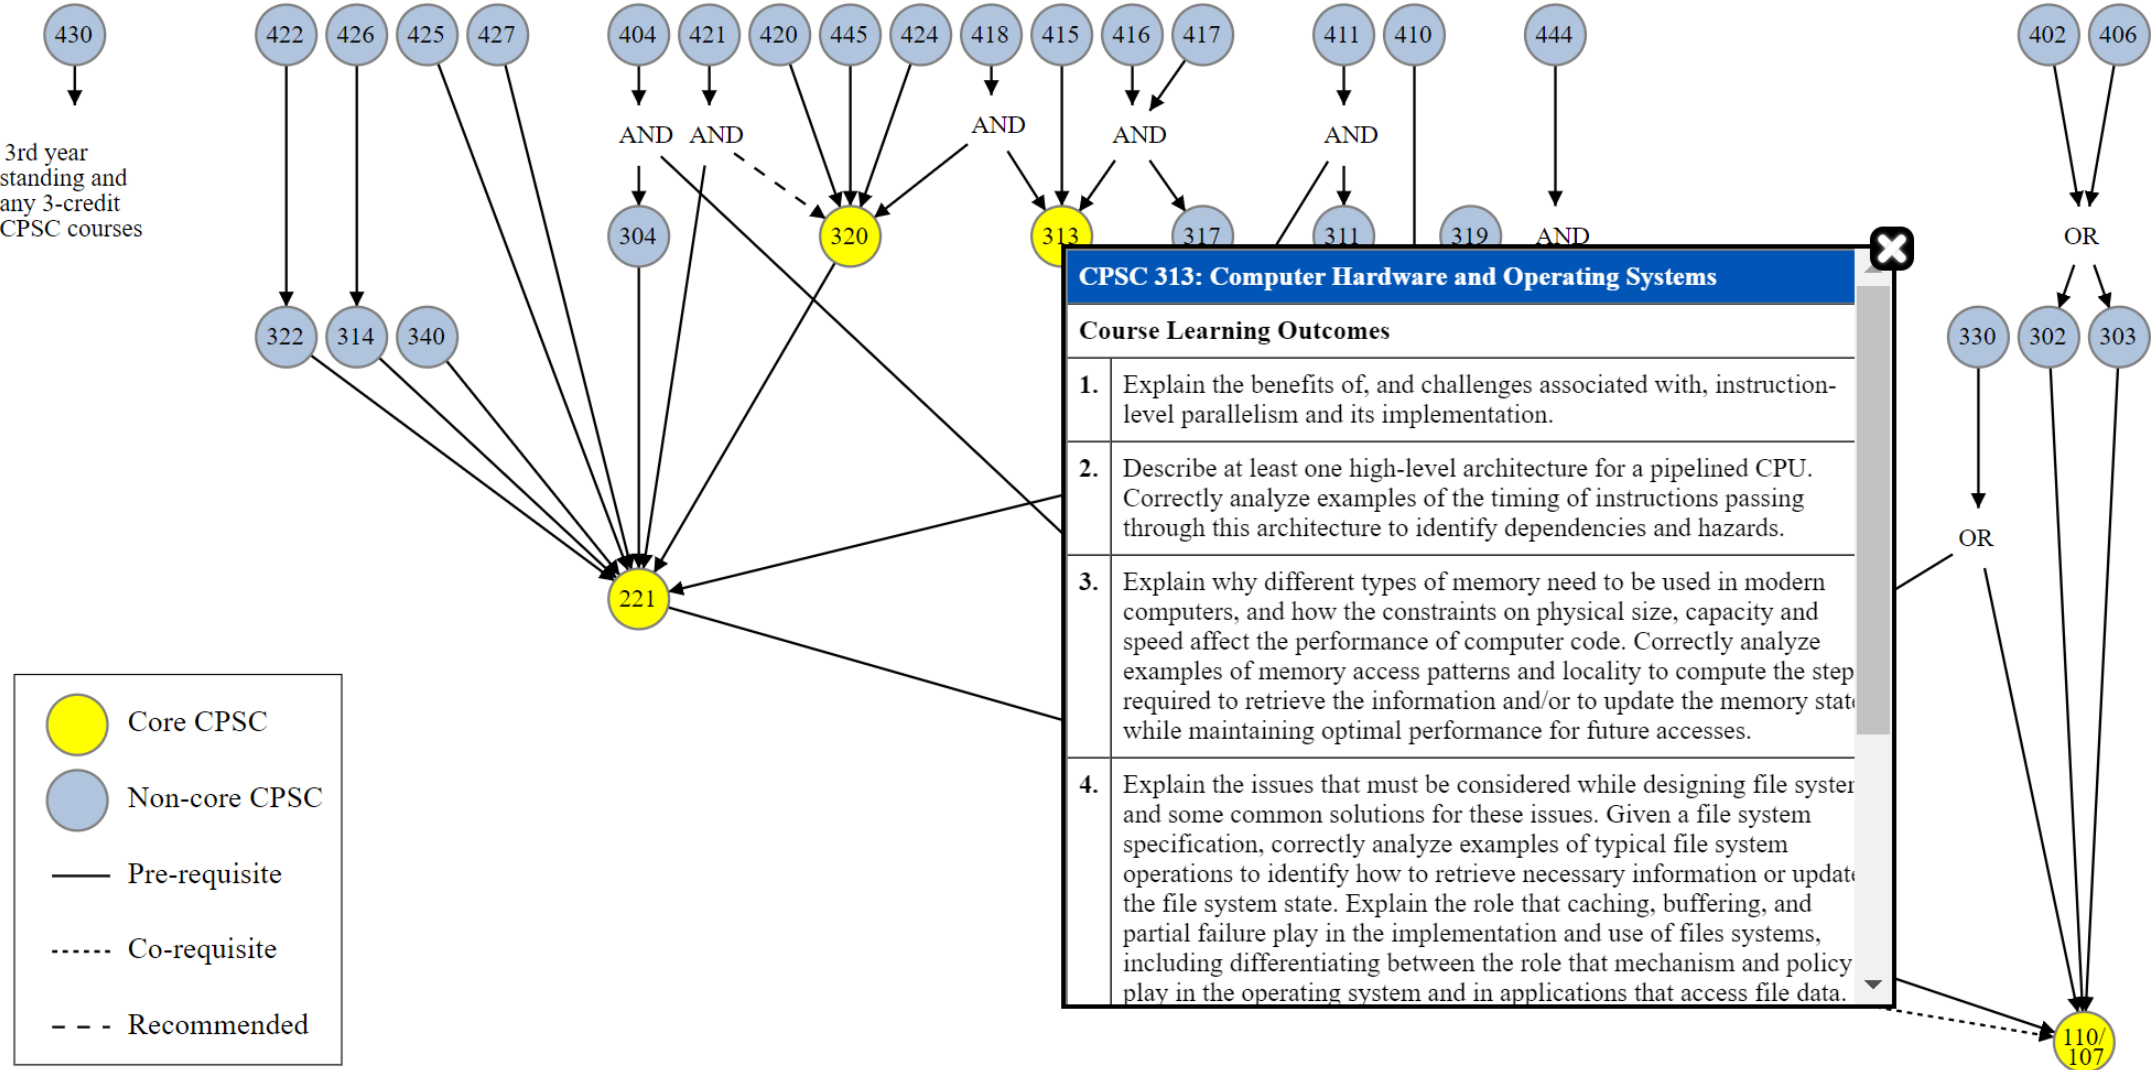 430
422
426
425
427
404
421
420
445
424
418
415
416
417
411
410
444
402
406
3rd year
standing and
any 3-credit
CPSC courses
AND
AND
AND
AND
AND
304
320
313
317
311
319
AND
OR
322
314
340
330
302
303
OR
221
110/
107
CPSC 313: Computer Hardware and Operating Systems
Course Learning Outcomes
1. Explain the benefits of, and challenges associated with, instruction-
level parallelism and its implementation.
2. Describe at least one high-level architecture for a pipelined CPU.
Correctly analyze examples of the timing of instructions passing
through this architecture to identify dependencies and hazards.
3. Explain why different types of memory need to be used in modern
computers, and how the constraints on physical size, capacity and
speed affect the performance of computer code. Correctly analyze
examples of memory access patterns and locality to compute the step
required to retrieve the information and/or to update the memory state
while maintaining optimal performance for future accesses.
4. Explain the issues that must be considered while designing file system
and some common solutions for these issues. Given a file system
specification, correctly analyze examples of typical file system
operations to identify how to retrieve necessary information or update
the file system state. Explain the role that caching, buffering, and
partial failure play in the implementation and use of files systems,
including differentiating between the role that mechanism and policy
play in the operating system and in applications that access file data.
Core CPSC
Non-core CPSC
Pre-requisite
Co-requisite
Recommended